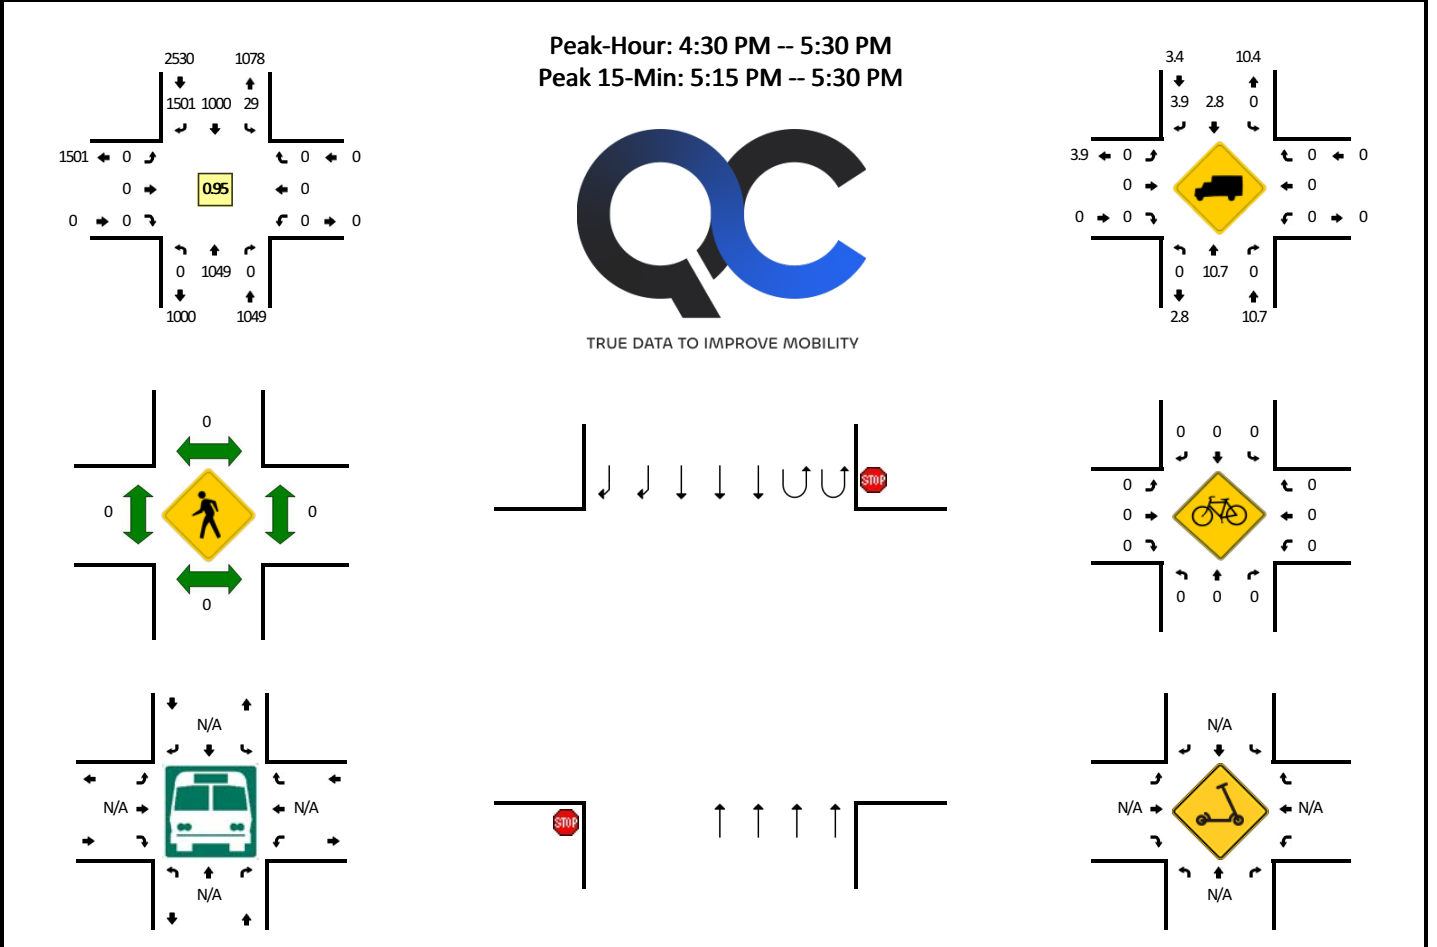 Peak-Hour: 4:30 PM -- 5:30 PM
Peak 15-Min: 5:15 PM -- 5:30 PM
2530 1078
1501 1000 29
1501 0 0 0
0 0.95 0
0 0 0 0
0 1049 0
1000 1049
QC
TRUE DATA TO IMPROVE MOBILITY
3.4 10.4
3.9 2.8 0
3.9 0 0 0
0 0
0 0 0 0
0 10.7 0
2.8 10.7
0
0 0
0
STOP
STOP
0 0 0
0 0
0 0
0 0
0 0 0
N/A
N/A N/A
N/A
N/A
N/A N/A
N/A